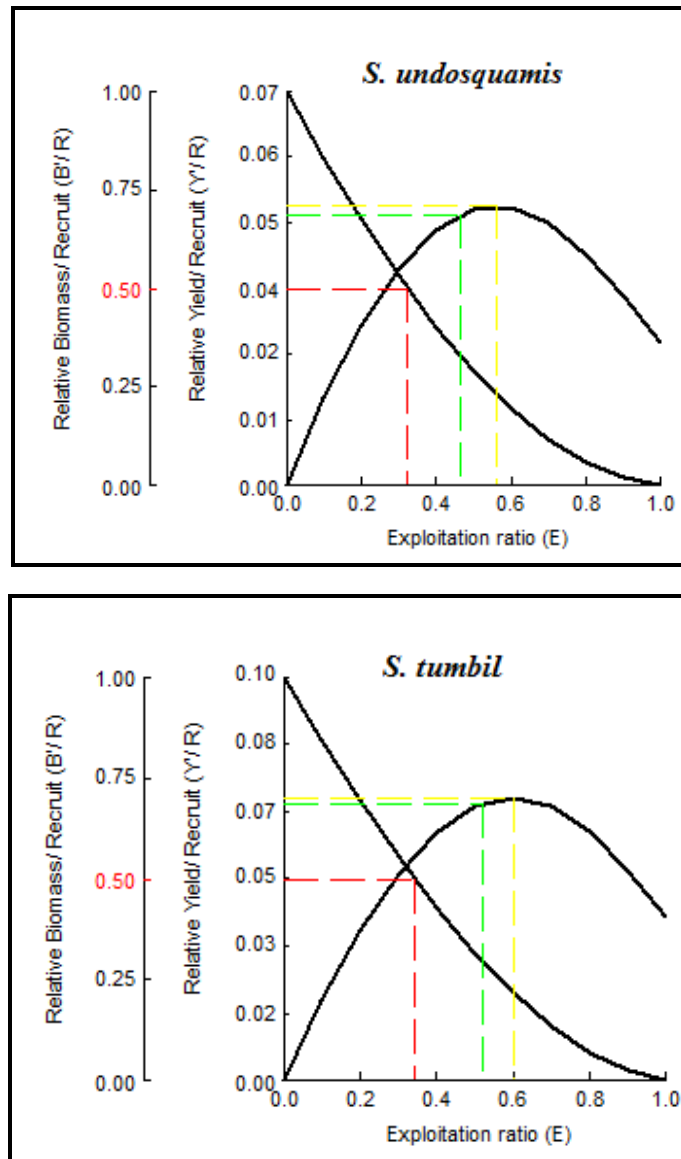 S. undosquamis
Relative Biomass/ Recruit (B'/ R)
1.00
0.75
0.50
0.25
0.00
Relative Yield/ Recruit (Y'/ R)
0.07
0.06
0.05
0.04
0.02
0.01
0.00
0.0 0.2 0.4 0.6 0.8 1.0
Exploitation ratio (E)
S. tumbil
Relative Biomass/ Recruit (B'/ R)
1.00
0.75
0.50
0.25
0.00
Relative Yield/ Recruit (Y'/ R)
0.10
0.08
0.07
0.05
0.03
0.02
0.00
0.0 0.2 0.4 0.6 0.8 1.0
Exploitation ratio (E)